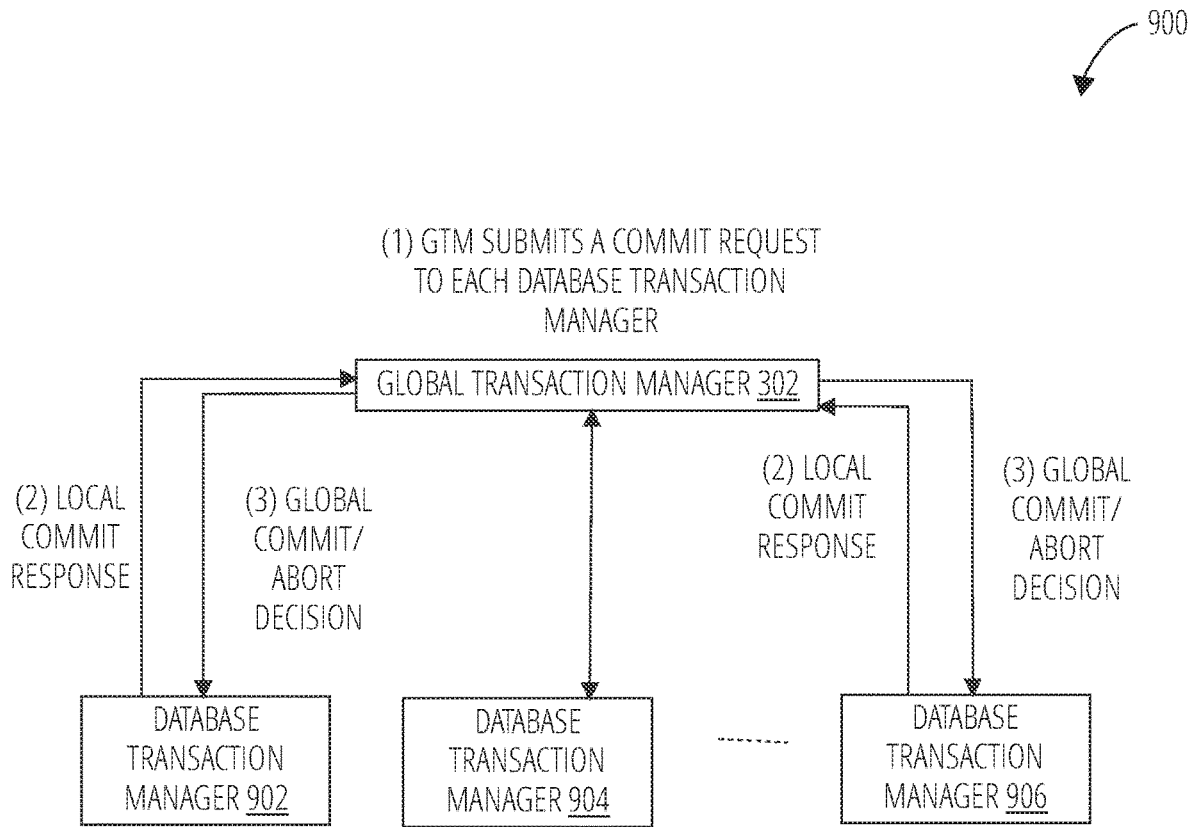 900
(1) GTM SUBMITS A COMMIT REQUEST
TO EACH DATABASE TRANSACTION
MANAGER
GLOBAL TRANSACTION MANAGER 302
(2) LOCAL
COMMIT
RESPONSE
(3) GLOBAL
COMMIT/
ABORT
DECISION
(2) LOCAL
COMMIT
RESPONSE
(3) GLOBAL
COMMIT/
ABORT
DECISION
DATABASE
TRANSACTION
MANAGER 902
DATABASE
TRANSACTION
MANAGER 904
DATABASE
TRANSACTION
MANAGER 906